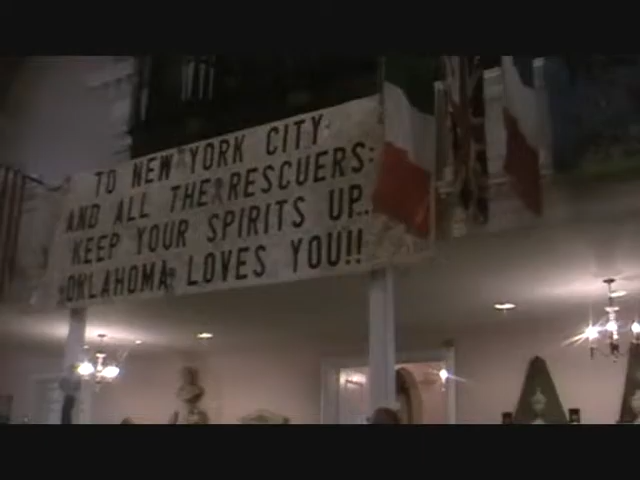 TO NEW YORK CITY
AND ALL THE RESCUERS:
KEEP YOUR SPIRITS UP..
OKLAHOMA LOVES YOU!!